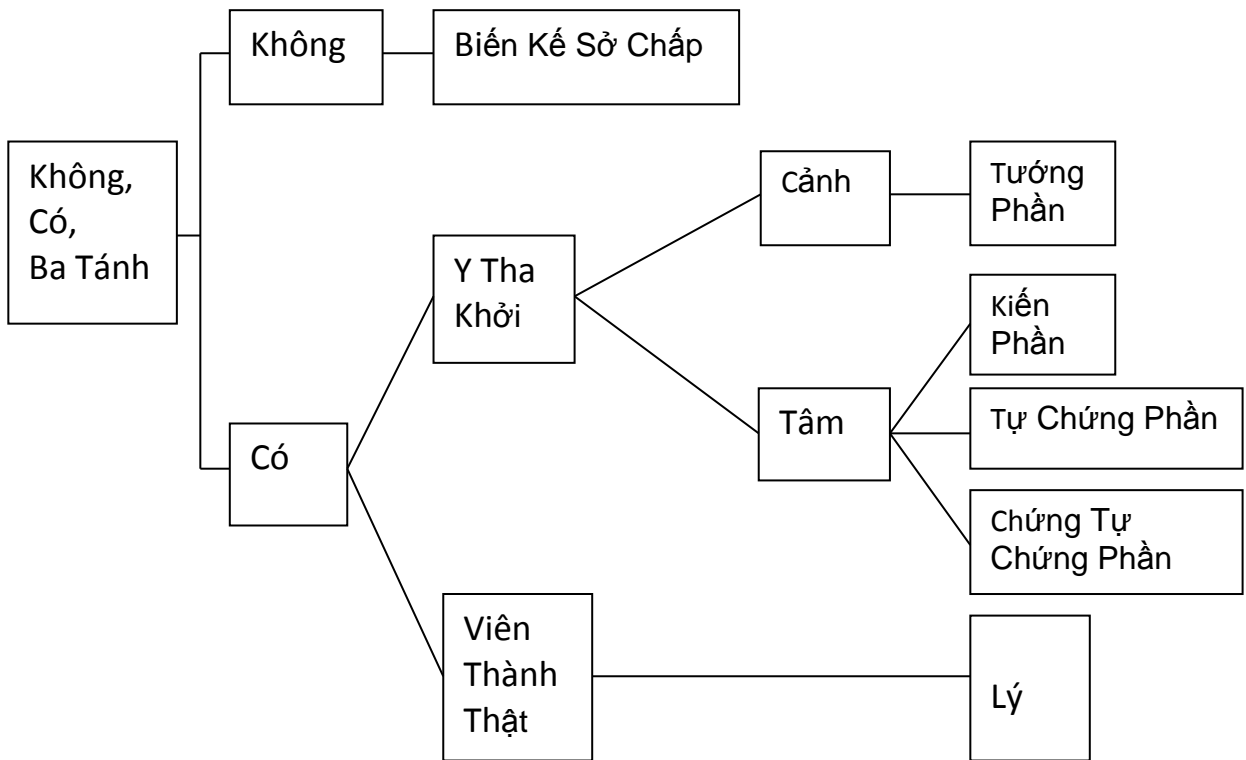 Không
Biến Kế Sở Chấp
Không,
Có,
Ba Tánh
Cảnh
Tướng
Phần
Y Tha
Khởi
Kiến
Phần
Tâm
Tự Chứng Phần
Có
Chứng Tự
Chứng Phần
Viên
Thành
Thật
Lý